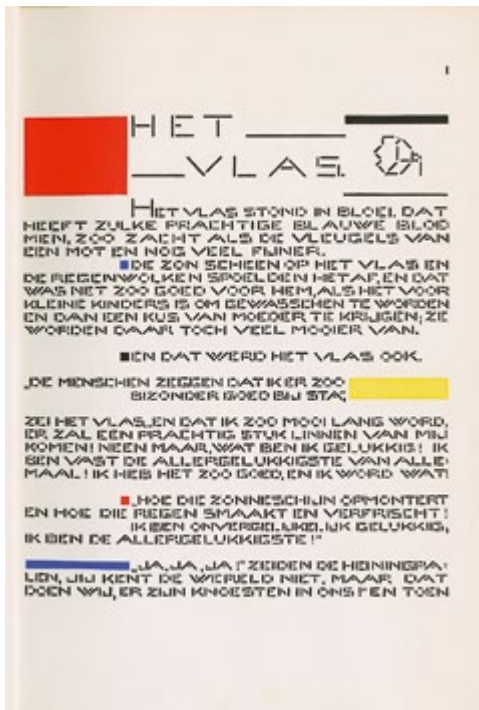 I
HET
VLAS.
HET VLAS STOND IN BLOEI, DAT
HEEFT ZULKE PRACHTIGE BLAUWE BLOE
MEN, ZOO ZACHT ALS DE VLEUGELS VAN
EEN MOT EN NOG VEEL FIJNER.
DE ZON SCHEEN OP HET VLAS EN
DE REGENWOLKEN SPOELDEN HET AF, EN DAT
WAS NET ZOO GOED VOOR HEM, ALS HET VOOR
KLEINE KINDERS IS OM GEWASSCHEN TE WORDEN
EN DAN EEN KUS VAN MOEDER TE KRIJGEN; ZE
WORDEN DAAR TOCH VEEL MOOIER VAN.
EN DAT WERD HET VLAS OOK.
„DE MENSCHEN ZEGGEN DAT IK ER ZOO
BIZONDER GOED BIJ STA,"
ZEI HET VLAS, „EN DAT IK ZOO MOOI LANG WORD,
ER ZAL EEN PRACHTIG STUK LINNEN VAN MIJ
KOMEN! NEEN MAAR, WAT BEN IK GELUKKIG! IK
BEN VAST DE ALLERGELUKKIGSTE VAN ALLE-
MAAL! IK HEB HET ZOO GOED, EN IK WORD WAT!
„HOE DIE ZONNESCHIJN OPMONTERT
EN HOE DIE REGEN SMAAKT EN VERFRISCHT!
IK BEN ONVERGELIJKELIJK GELUKKIG,
IK BEN DE ALLERGELUKKIGSTE!"
„JA, JA, JA!" ZEIDEN DE HEININGPA-
LEN, „JIJ KENT DE WERELD NIET, MAAR DAT
DOEN WIJ, ER ZIJN KNOESTEN IN ONS!" EN TOEN